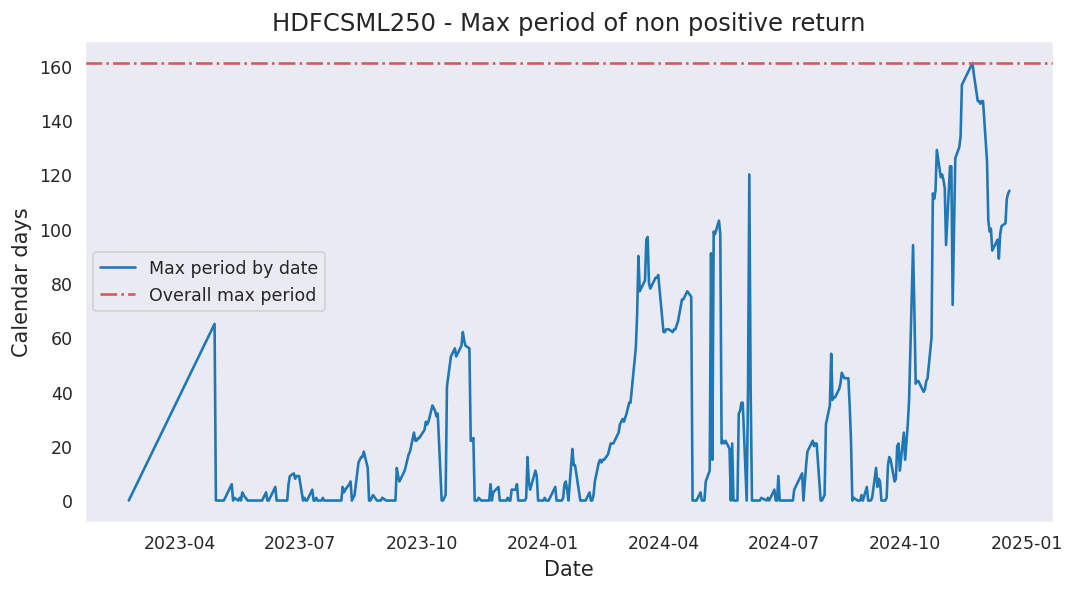 HDFCSML250 - Max period of non positive return
Calendar days
160
140
120
100
80
60
40
20
0
Max period by date
Overall max period
2023-04 2023-07 2023-10 2024-01 2024-04 2024-07 2024-10 2025-01
Date